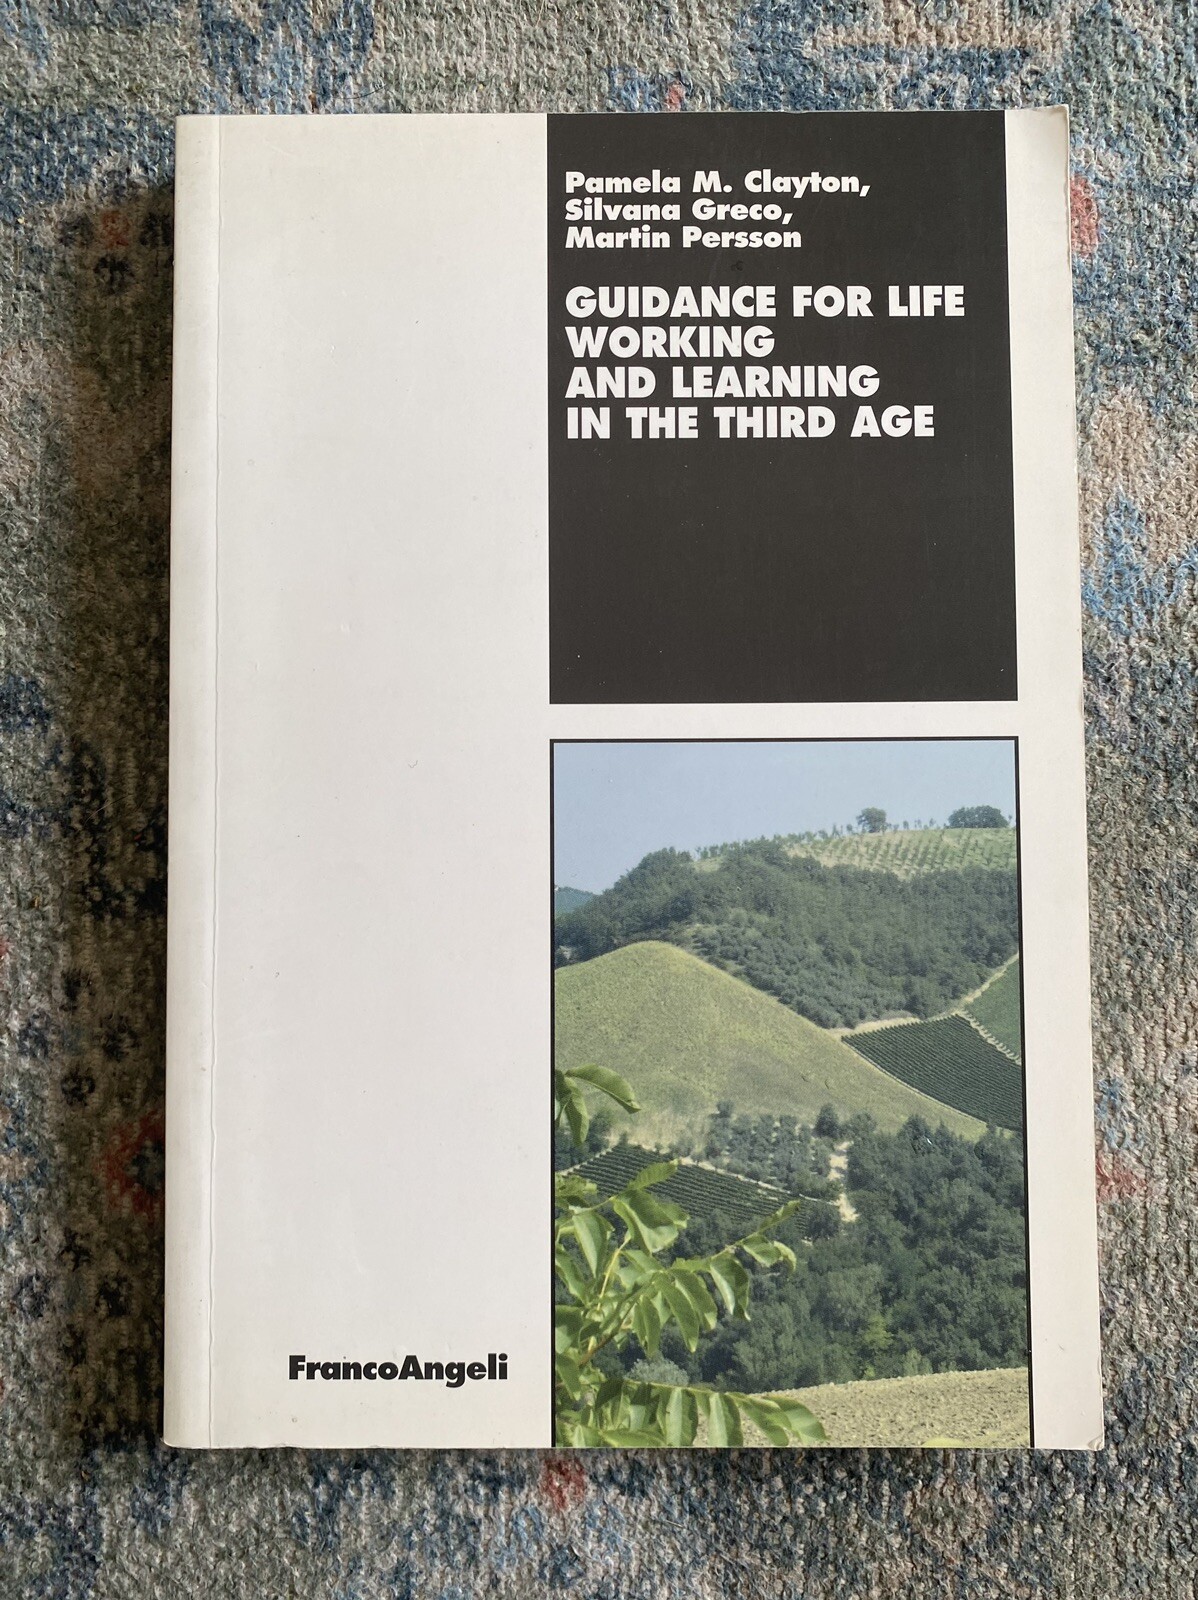 Pamela M. Clayton,
Silvana Greco,
Martin Persson
GUIDANCE FOR LIFE
WORKING
AND LEARNING
IN THE THIRD AGE
FrancoAngeli